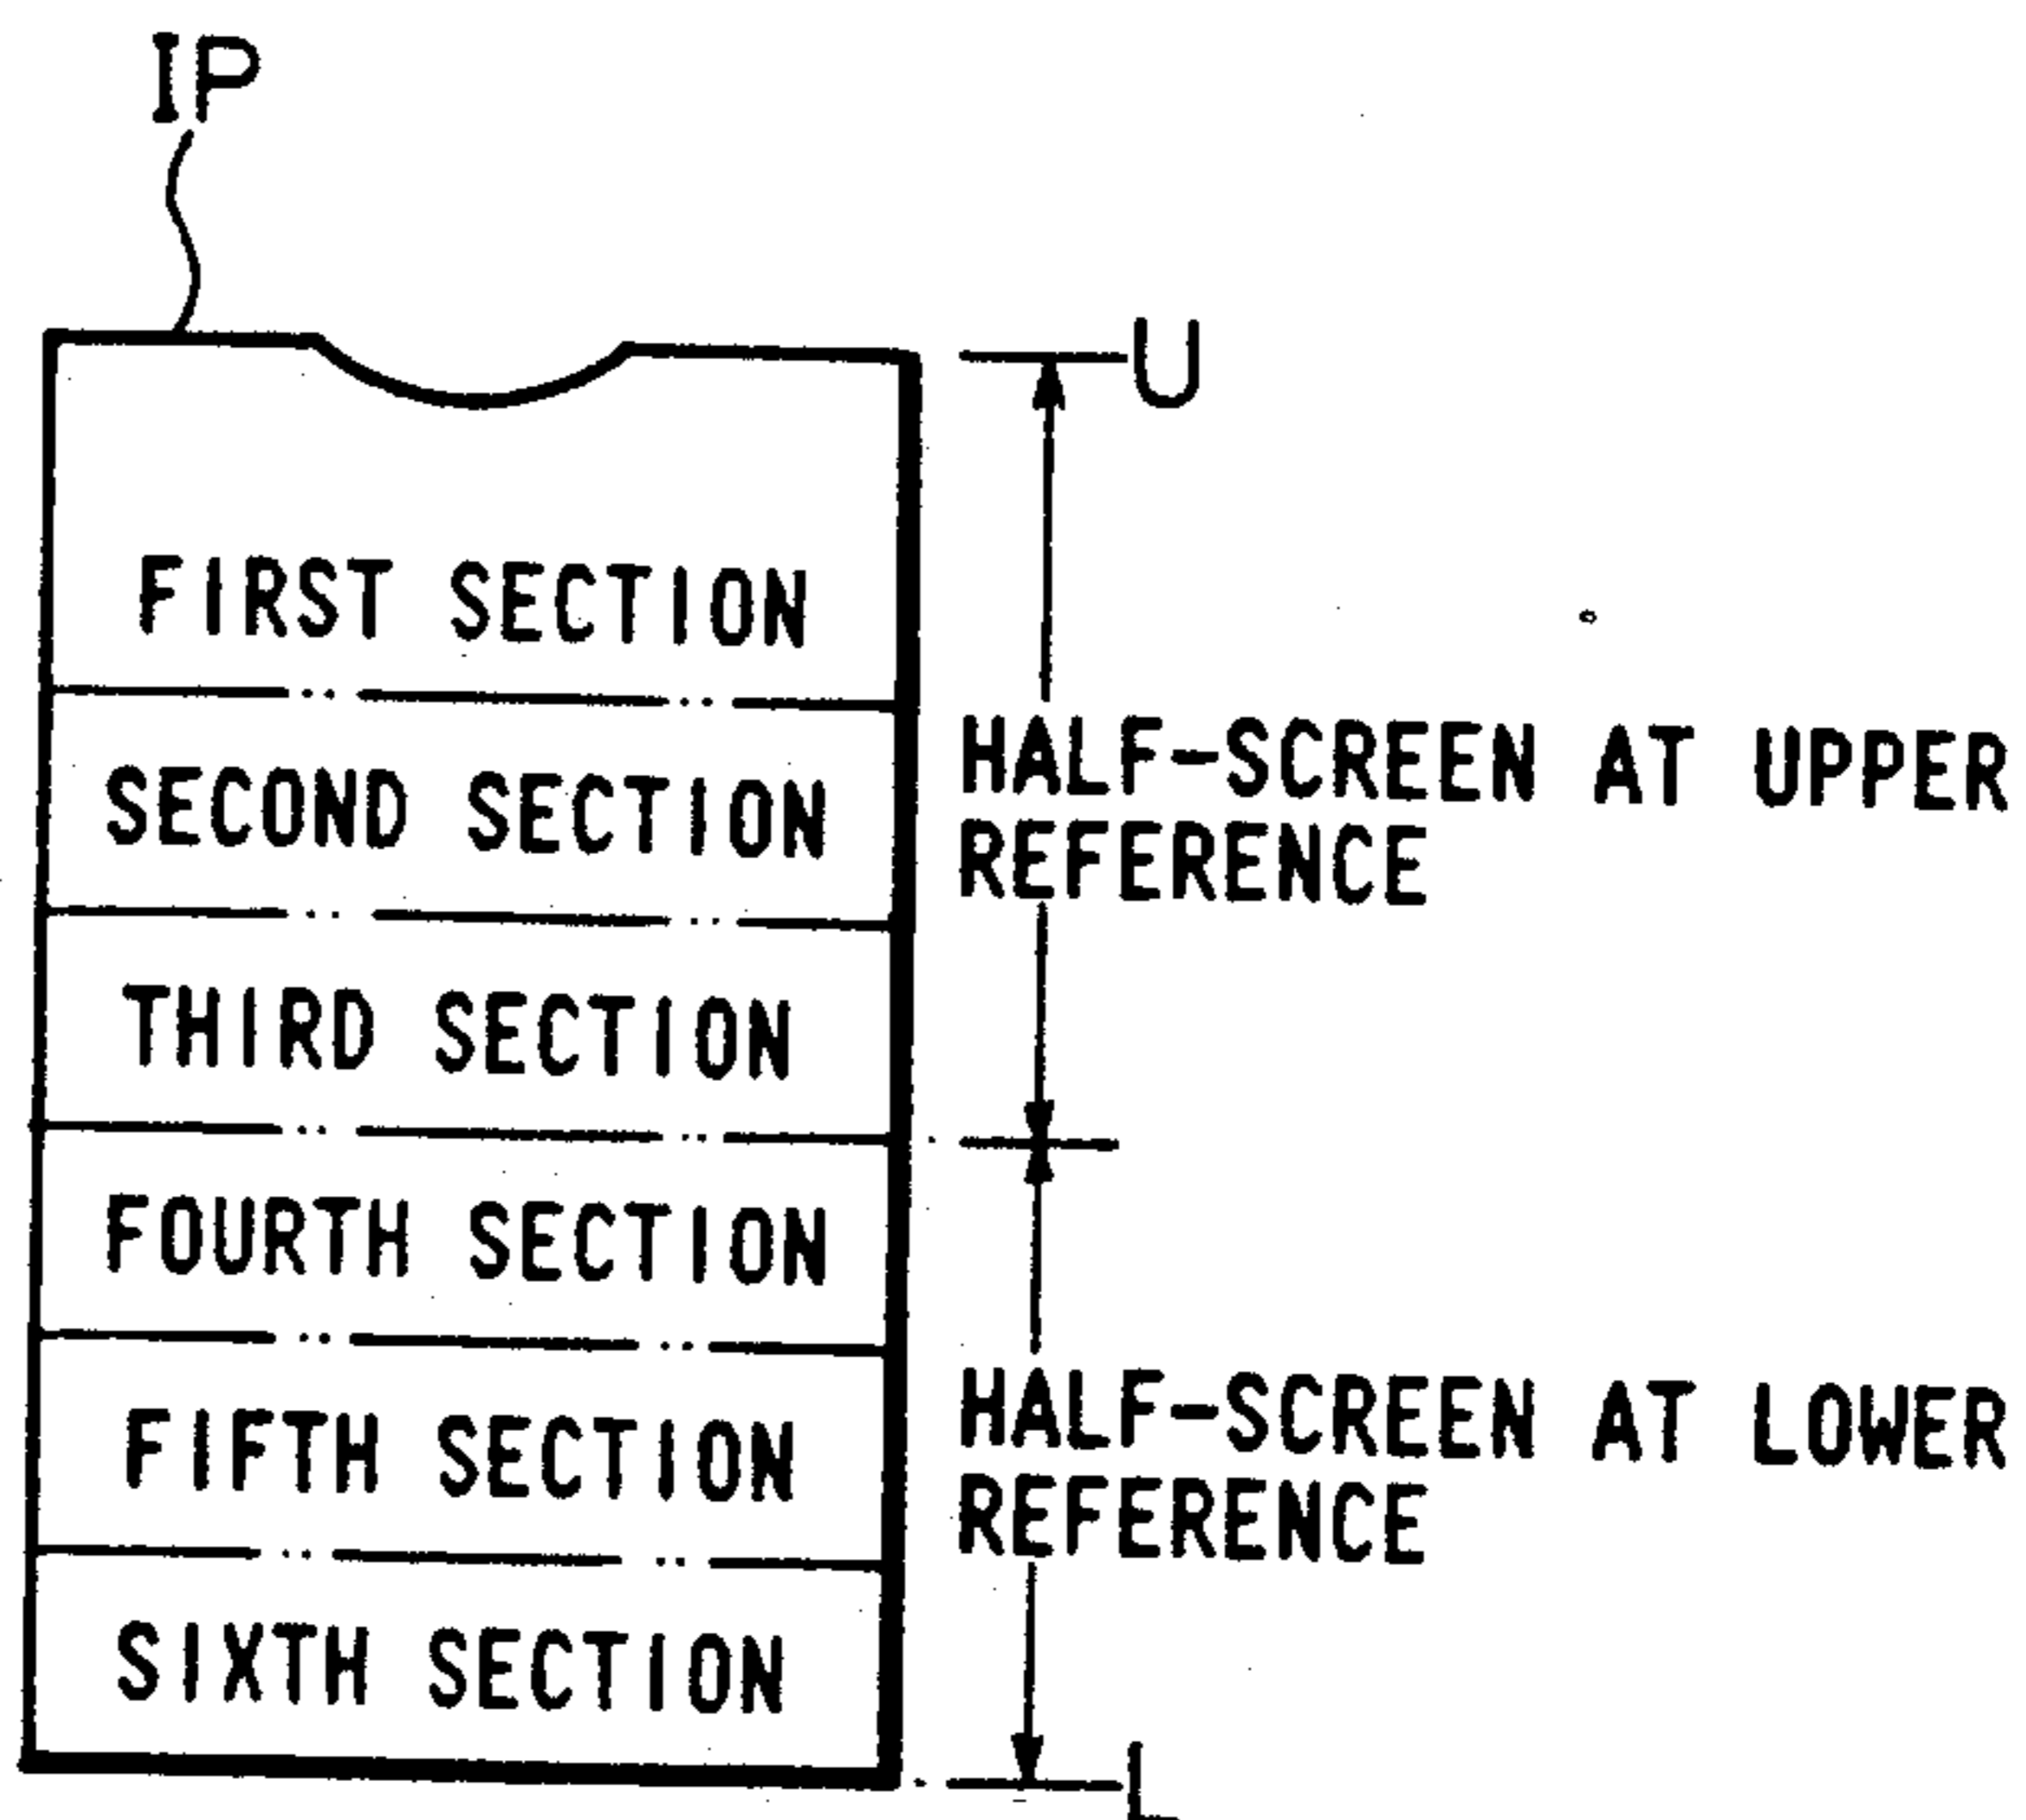 IP
U
FIRST SECTION
SECOND SECTION
HALF-SCREEN AT UPPER
REFERENCE
THIRD SECTION
FOURTH SECTION
FIFTH SECTION
HALF-SCREEN AT LOWER
REFERENCE
SIXTH SECTION
L